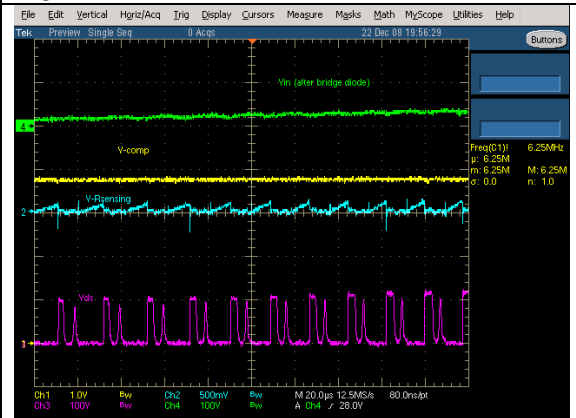 File Edit Vertical Horiz/Acq Trig Display Cursors Measure Masks Math MyScope Utilities Help
Tek Preview Single Seq 0 Acqs 22 Dec 08 19:56:29 Buttons
Vin (after bridge diode)
4
V-comp
Freq(C1)! 6.25MHz
µ: 6.25M
m: 6.25M M: 6.25M
σ: 0.0 n: 1.0
V-Rsensing
2
Vds
3
Ch1 1.0V Bw Ch2 500mV Bw M 20.0µs 12.5MS/s 80.0ns/pt
Ch3 100V Bw Ch4 100V Bw A Ch4 / 28.0V